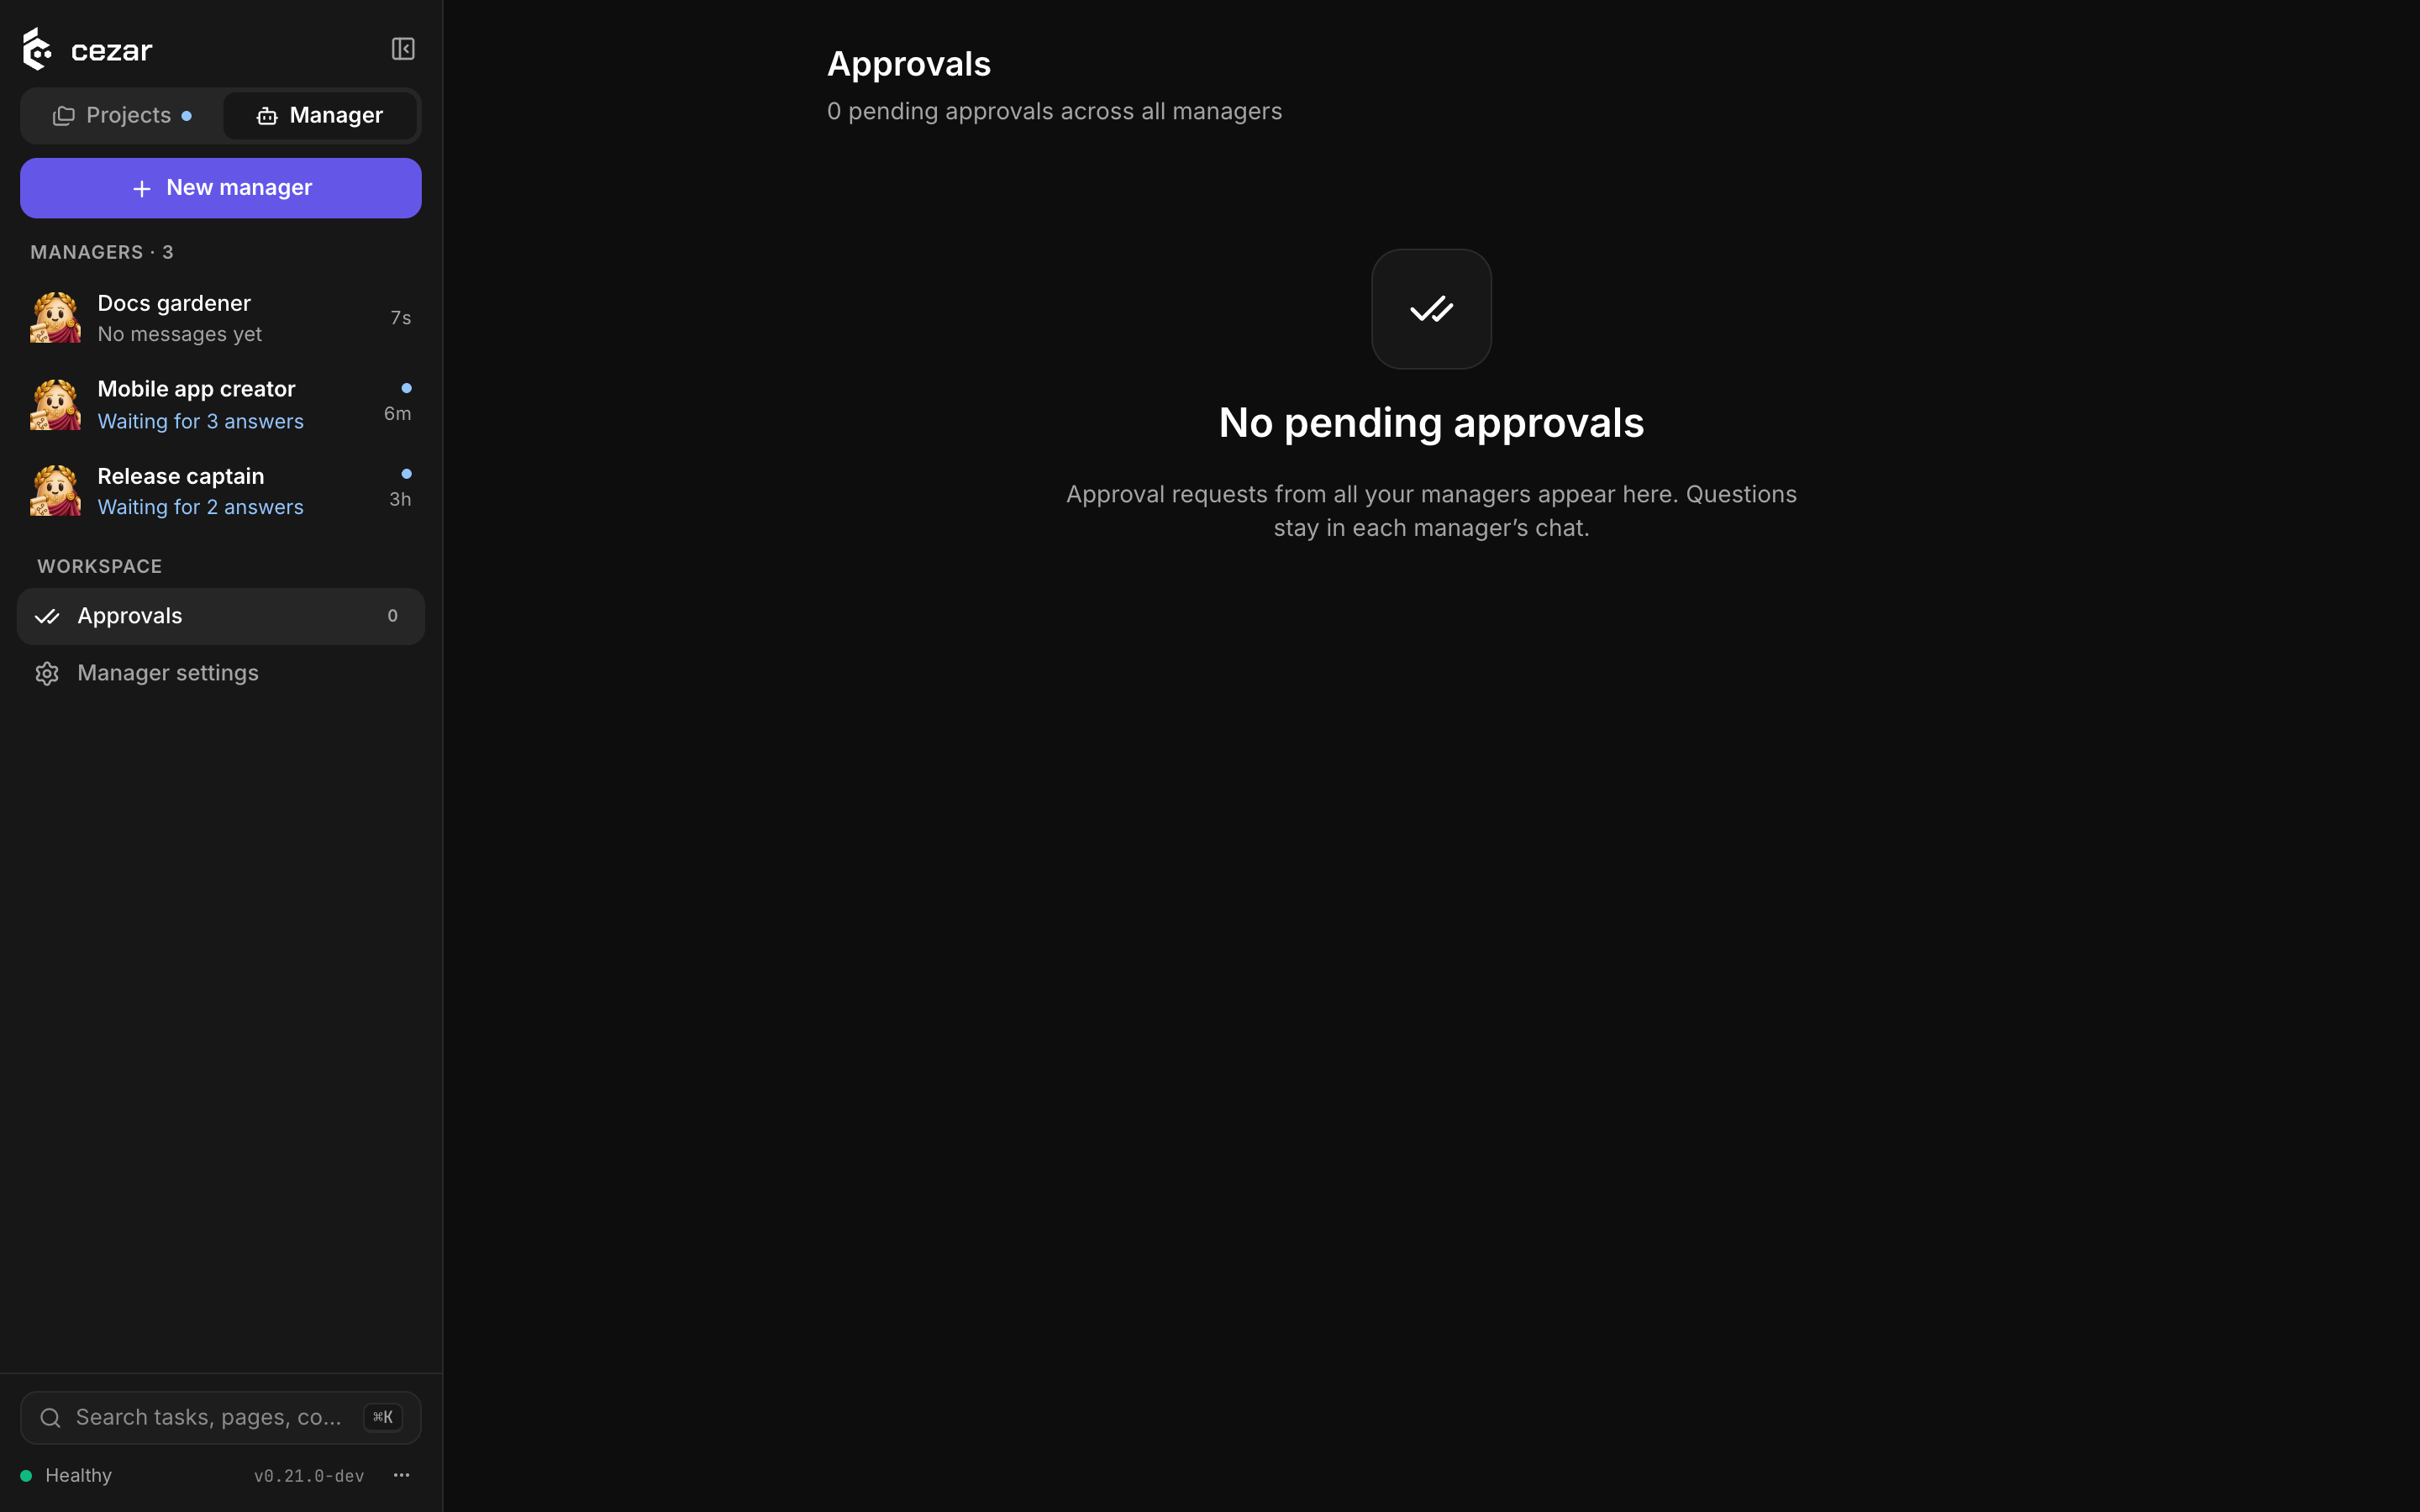 cezar
Projects
Manager
New manager
MANAGERS · 3
Docs gardener
No messages yet
7s
Mobile app creator
Waiting for 3 answers
6m
Release captain
Waiting for 2 answers
3h
WORKSPACE
Approvals
0
Manager settings
Search tasks, pages, co...
⌘K
Healthy
v0.21.0-dev
Approvals
0 pending approvals across all managers
No pending approvals
Approval requests from all your managers appear here. Questions
stay in each manager’s chat.